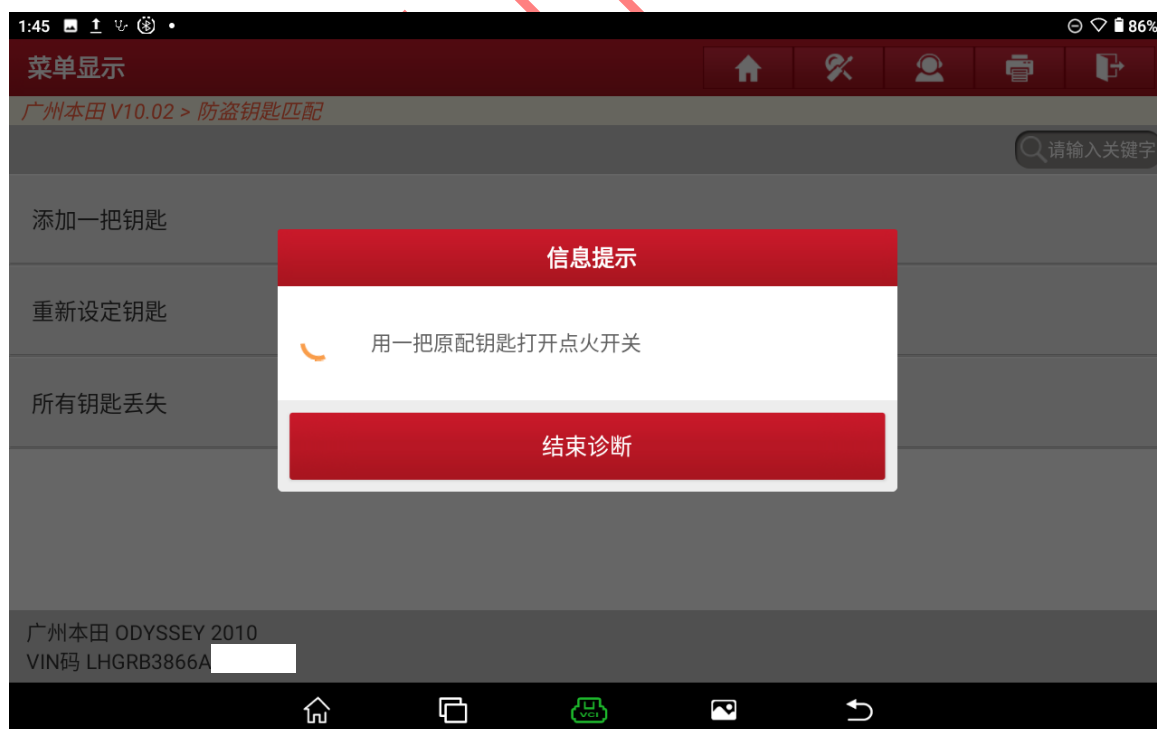 1:45
86%
菜单显示
广州本田 V10.02 > 防盗钥匙匹配
请输入关键字
添加一把钥匙
信息提示
重新设定钥匙
用一把原配钥匙打开点火开关
所有钥匙丢失
结束诊断
广州本田 ODYSSEY 2010
VIN码 LHGRB3866A
VCI